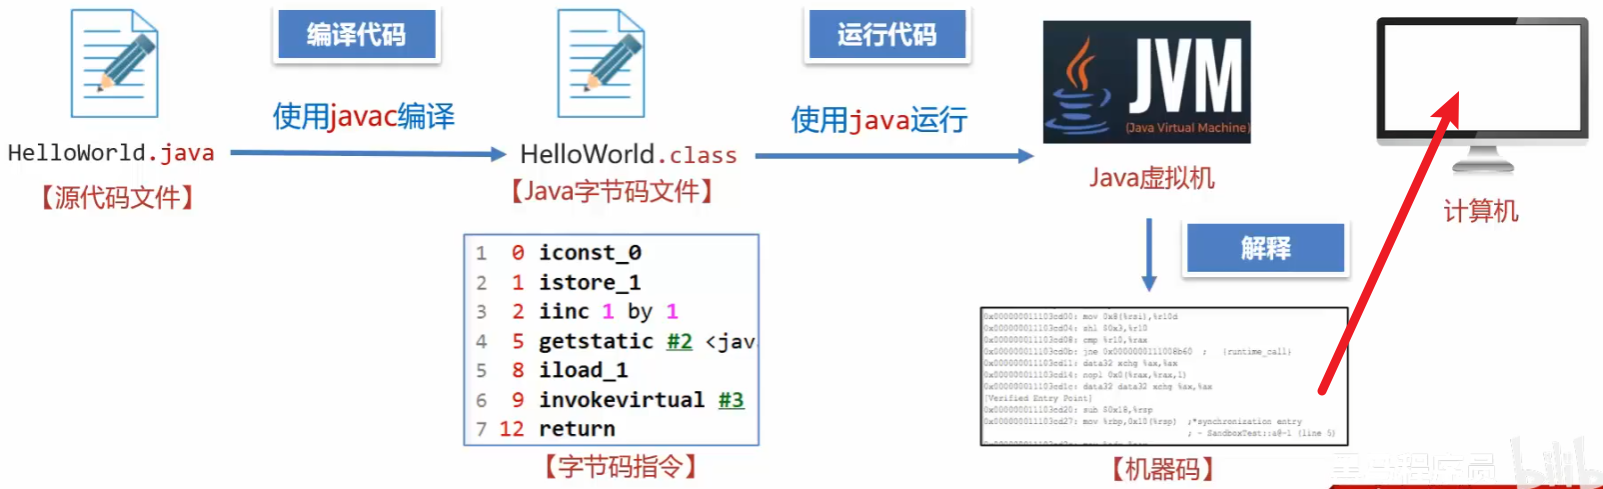 编译代码
运行代码
使用javac编译
使用java运行
JVM
(Java Virtual Machine)
HelloWorld.java
HelloWorld.class
【源代码文件】
【Java字节码文件】
Java虚拟机
计算机
解释
1 0 iconst_0
2 1 istore_1
3 2 iinc 1 by 1
4 5 getstatic #2 <jav
5 8 iload_1
6 9 invokevirtual #3
7 12 return
【字节码指令】
0x000000011103cd00: mov 0x8(%rsi),%r10d
0x000000011103cd04: shl $0x3,%r10
0x000000011103cd08: cmp %r10,%rax
0x000000011103cd0b: jne 0x0000000111008b60 ; {runtime_call}
0x000000011103cd11: data32 xchg %ax,%ax
0x000000011103cd14: nopl 0x0(%rax,%rax,1)
0x000000011103cd1c: data32 data32 xchg %ax,%ax
[Verified Entry Point]
0x000000011103cd20: sub $0x18,%rsp
0x000000011103cd27: mov %rbp,0x10(%rsp) ;*synchronization entry
; - SandboxTest::a@-1 (line 5)
【机器码】
程序员
bilib